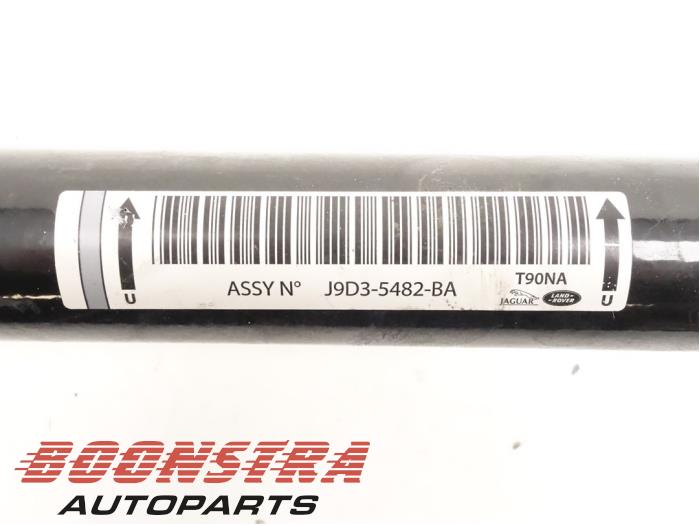 T90NA
ASSY N° J9D3-5482-BA
JAGUAR LAND-ROVER
U U
BOONSTRA
AUTOPARTS